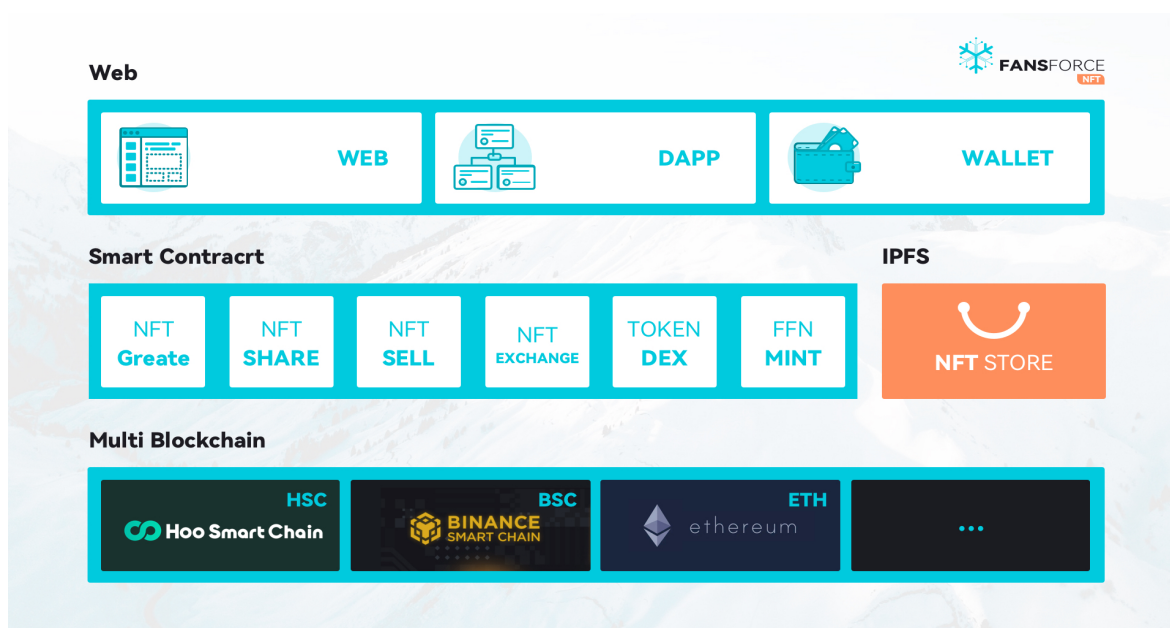 Web
FANSFORCE
NFT
WEB
DAPP
WALLET
Smart Contracrt
IPFS
NFT
Greate
NFT
SHARE
NFT
SELL
NFT
EXCHANGE
TOKEN
DEX
FFN
MINT
NFT STORE
Multi Blockchain
HSC
Hoo Smart Chain
BSC
BINANCE
SMART CHAIN
ETH
ethereum
...